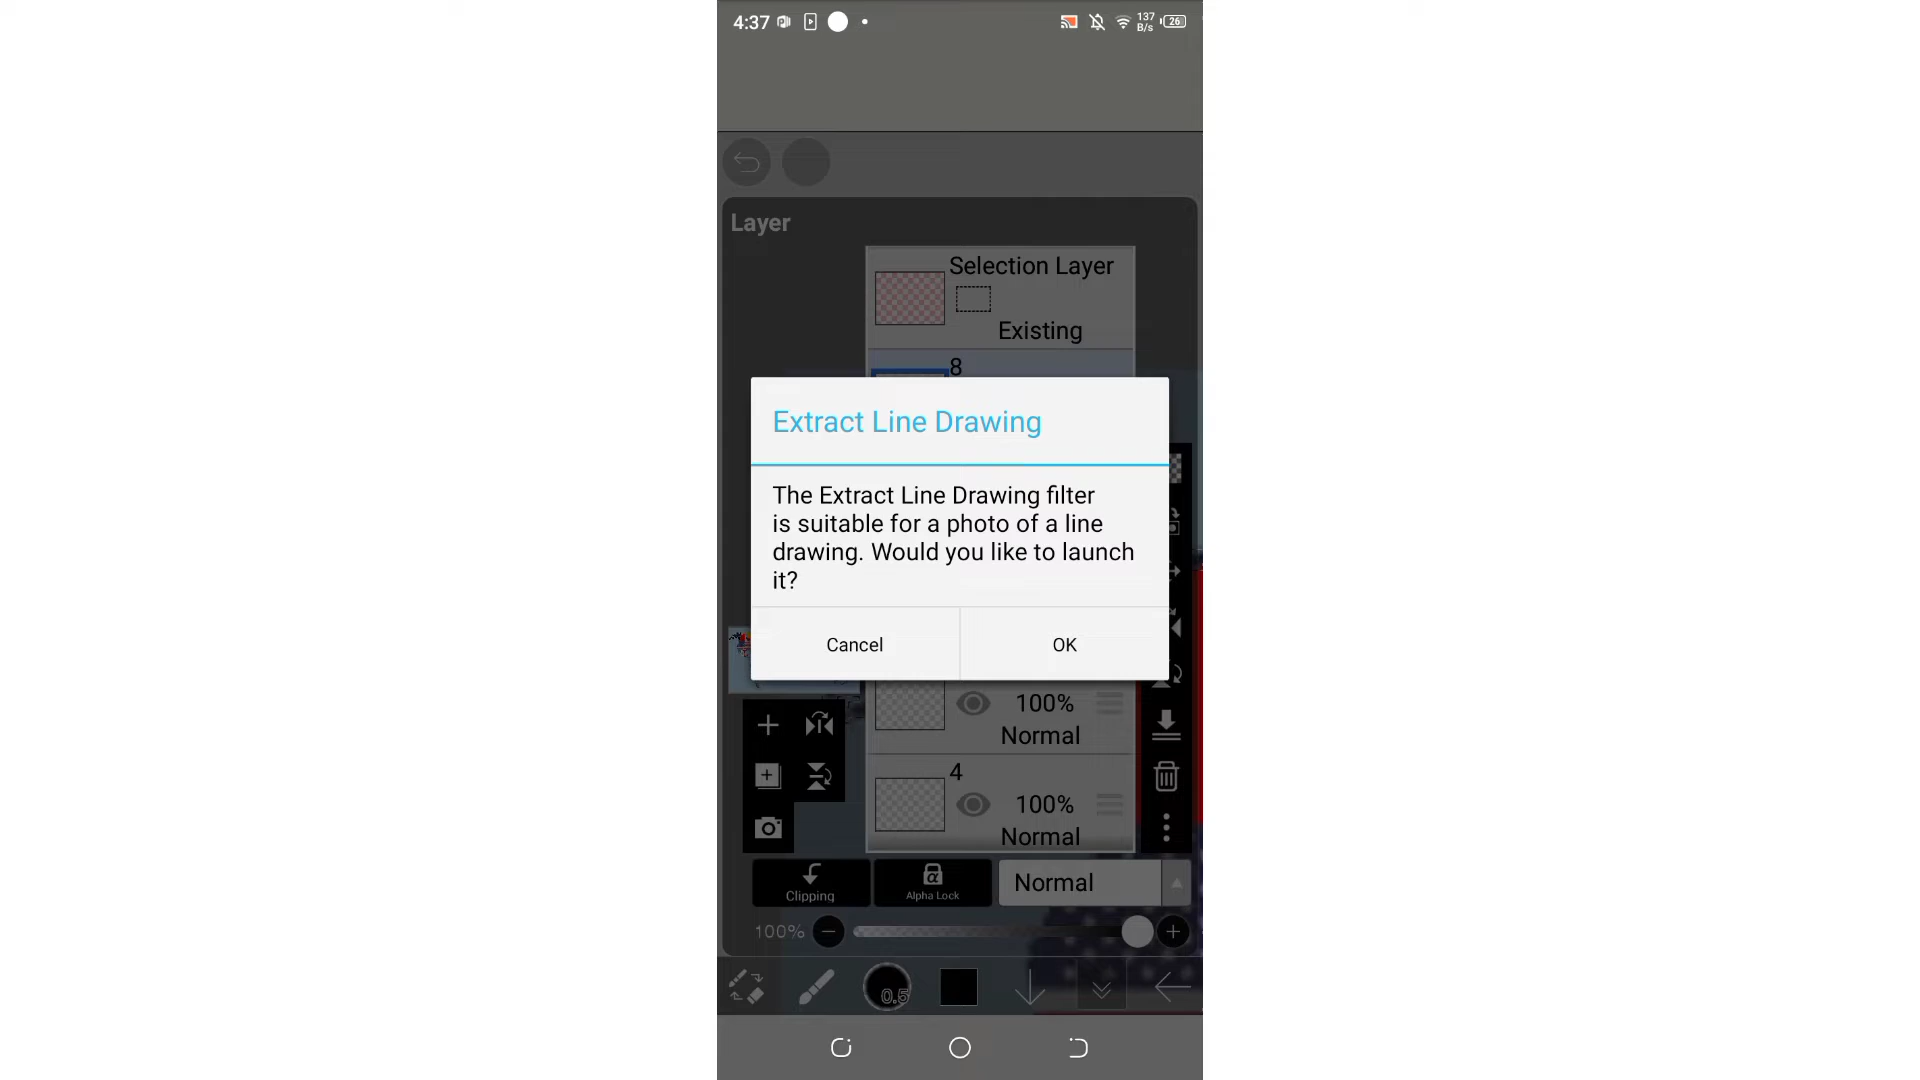 4:37
137
B/s
26
Layer
Selection Layer
Existing
8
Extract Line Drawing
The Extract Line Drawing filter
is suitable for a photo of a line
drawing. Would you like to launch
it?
Cancel
OK
100%
Normal
4
100%
Normal
Clipping
α
Alpha Lock
Normal
100%
0.5